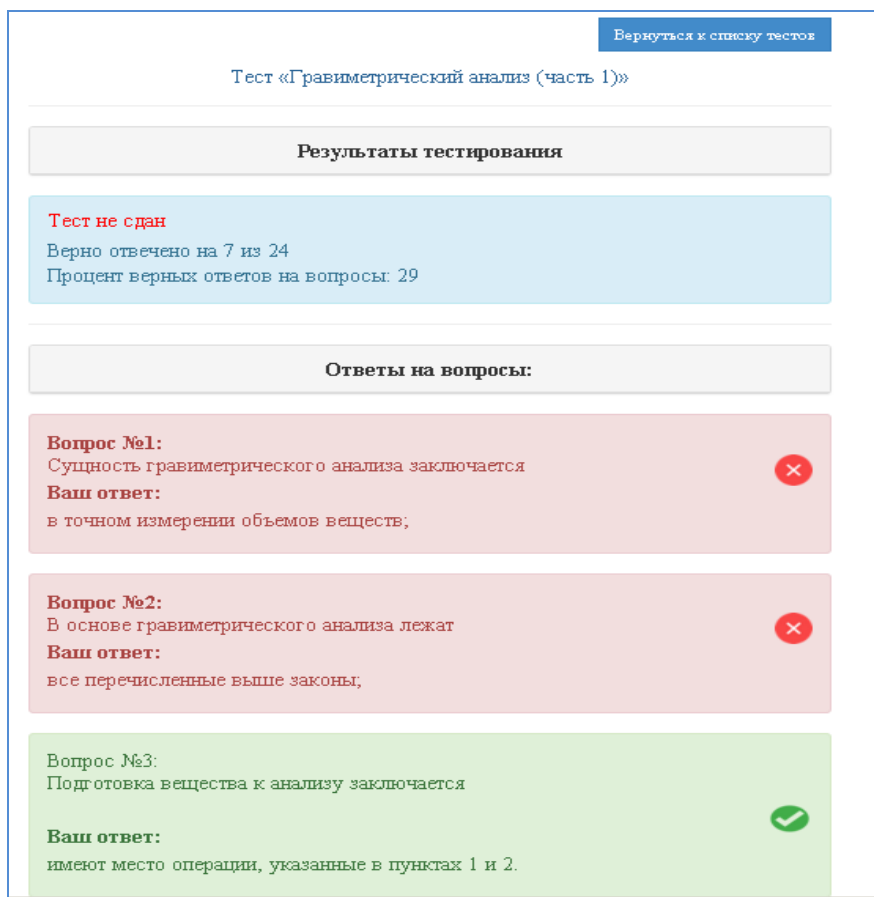 Вернуться к списку тестов
Тест «Гравиметрический анализ (часть 1)»
Результаты тестирования
Тест не сдан
Верно отвечено на 7 из 24
Процент верных ответов на вопросы: 29
Ответы на вопросы:
Вопрос №1:
Сущность гравиметрического анализа заключается
Ваш ответ:
в точном измерении объемов веществ;
Вопрос №2:
В основе гравиметрического анализа лежат
Ваш ответ:
все перечисленные выше законы;
Вопрос №3:
Подготовка вещества к анализу заключается
Ваш ответ:
имеют место операции, указанные в пунктах 1 и 2.